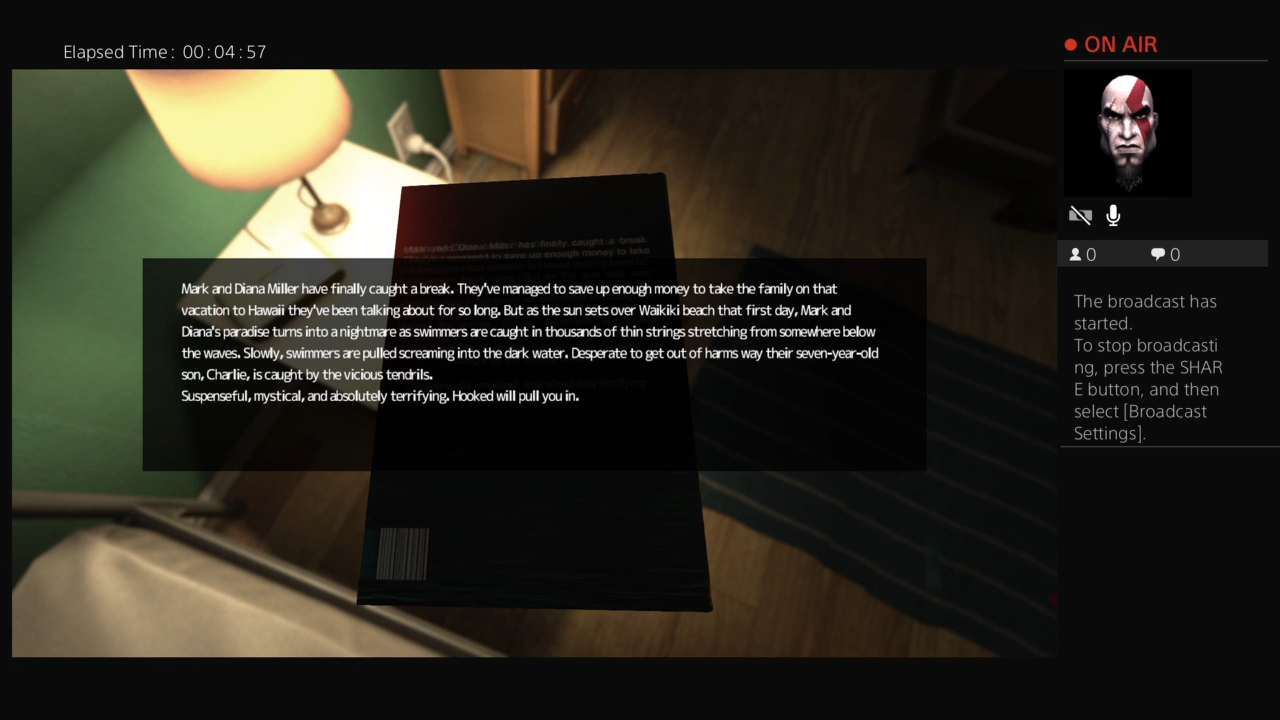 Elapsed Time: 00:04:57
ON AIR
0
0
Mark and Diana Miller have finally caught a break. They've managed to save up enough money to take the family on that
vacation to Hawaii they've been talking about for so long. But as the sun sets over Waikiki beach that first day, Mark and
Diana's paradise turns into a nightmare as swimmers are caught in thousands of thin strings stretching from somewhere below
the waves. Slowly, swimmers are pulled screaming into the dark water. Desperate to get out of harms way their seven-year-old
son, Charlie, is caught by the vicious tendrils.
Suspenseful, mystical, and absolutely terrifying. Hooked will pull you in.
The broadcast has
started.
To stop broadcasti
ng, press the SHAR
E button, and then
select [Broadcast
Settings].